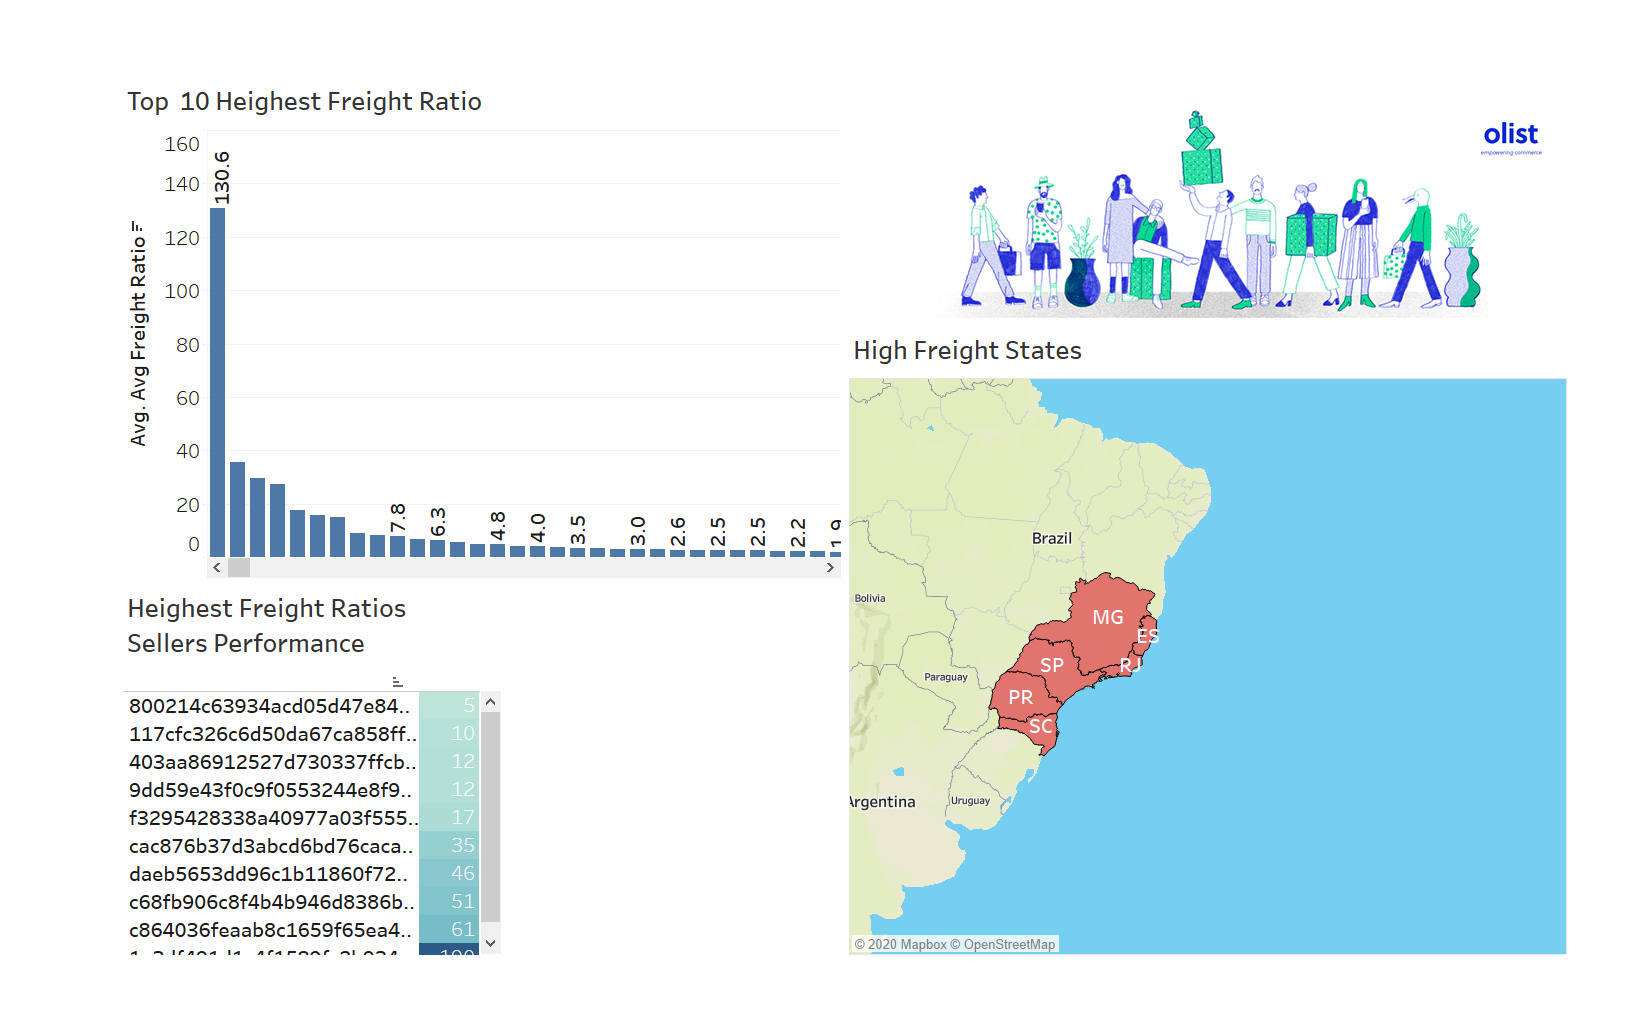 Top 10 Heighest Freight Ratio
160
140
120
100
80
60
40
20
0
Avg. Avg Freight Ratio
130.6
7.8
6.3
4.8
4.0
3.5
3.0
2.6
2.5
2.5
2.2
1.9
olist
empowering commerce
High Freight States
Brazil
Bolivia
MG
ES
SP
RJ
Paraguay
PR
SC
Argentina
Uruguay
© 2020 Mapbox © OpenStreetMap
Heighest Freight Ratios
Sellers Performance
800214c63934acd05d47e84.. 5
117cfc326c6d50da67ca858ff.. 10
403aa86912527d730337ffcb.. 12
9dd59e43f0c9f0553244e8f9.. 12
f3295428338a40977a03f555.. 17
cac876b37d3abcd6bd76caca.. 35
daeb5653dd96c1b11860f72.. 46
c68fb906c8f4b4b946d8386b.. 51
c864036feaab8c1659f65ea4.. 61